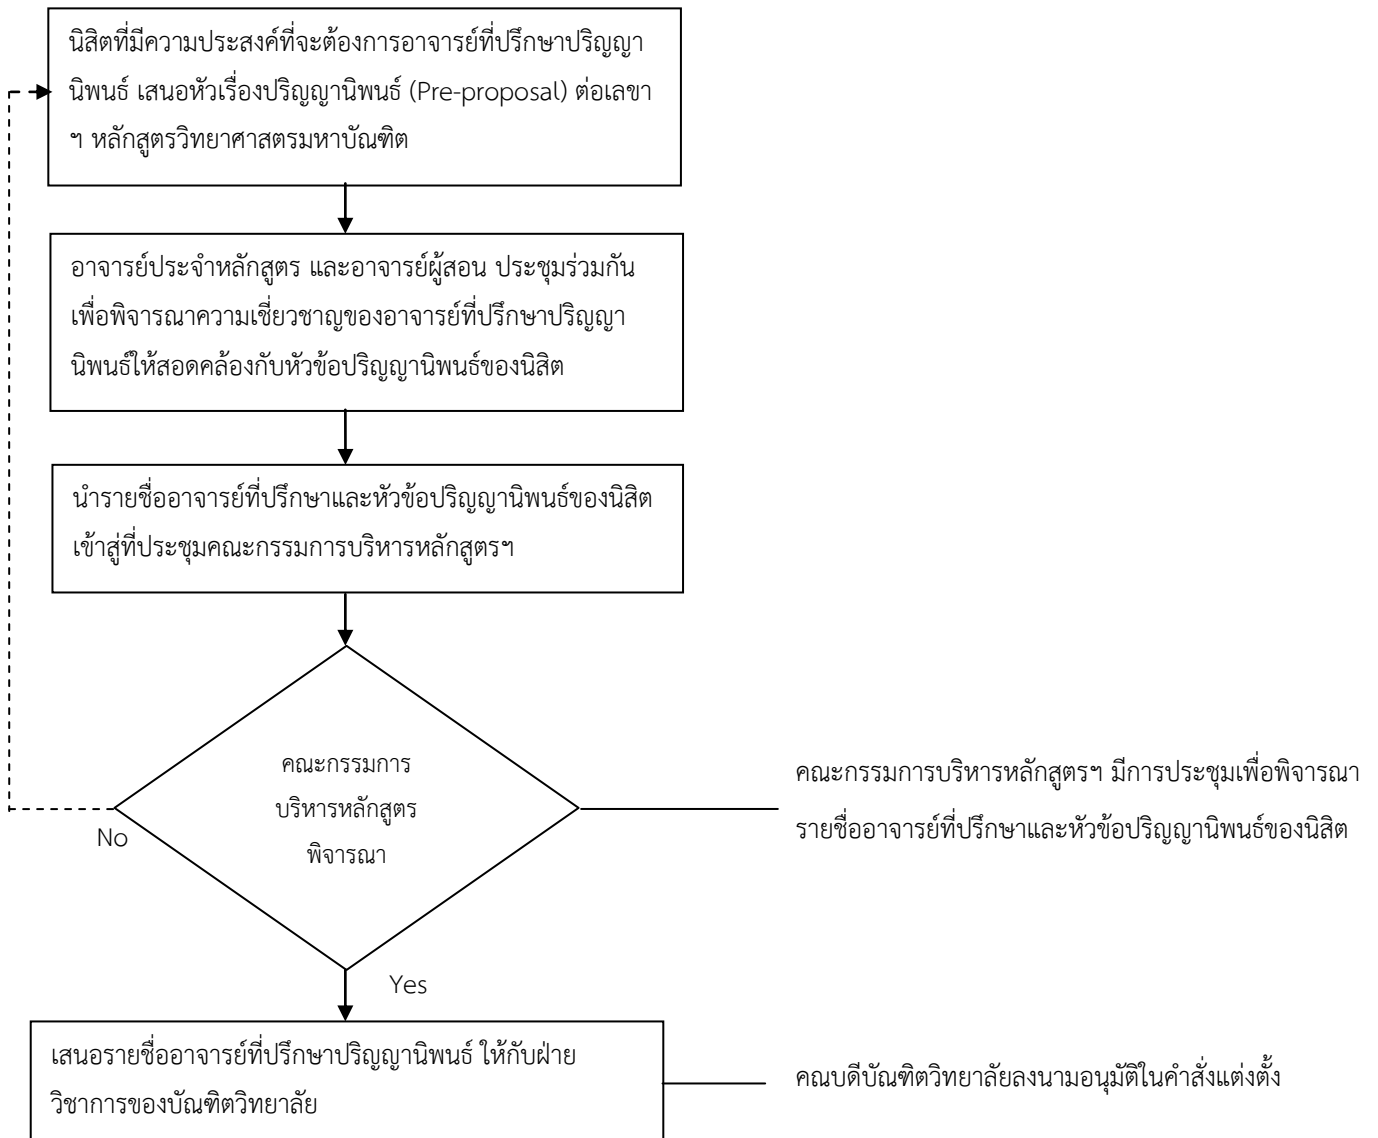 นิสิตที่มีความประสงค์ที่จะต้องการอาจารย์ที่ปรึกษาปริญญา
นิพนธ์ เสนอหัวเรื่องปริญญานิพนธ์ (Pre-proposal) ต่อเลขา
ฯ หลักสูตรวิทยาศาสตรมหาบัณฑิต
อาจารย์ประจำหลักสูตร และอาจารย์ผู้สอน ประชุมร่วมกัน
เพื่อพิจารณาความเชี่ยวชาญของอาจารย์ที่ปรึกษาปริญญา
นิพนธ์ให้สอดคล้องกับหัวข้อปริญญานิพนธ์ของนิสิต
นำรายชื่ออาจารย์ที่ปรึกษาและหัวข้อปริญญานิพนธ์ของนิสิต
เข้าสู่ที่ประชุมคณะกรรมการบริหารหลักสูตรฯ
คณะกรรมการ
บริหารหลักสูตร
พิจารณา
No
คณะกรรมการบริหารหลักสูตรฯ มีการประชุมเพื่อพิจารณา
รายชื่ออาจารย์ที่ปรึกษาและหัวข้อปริญญานิพนธ์ของนิสิต
Yes
เสนอรายชื่ออาจารย์ที่ปรึกษาปริญญานิพนธ์ ให้กับฝ่าย
วิชาการของบัณฑิตวิทยาลัย
คณบดีบัณฑิตวิทยาลัยลงนามอนุมัติในคำสั่งแต่งตั้ง